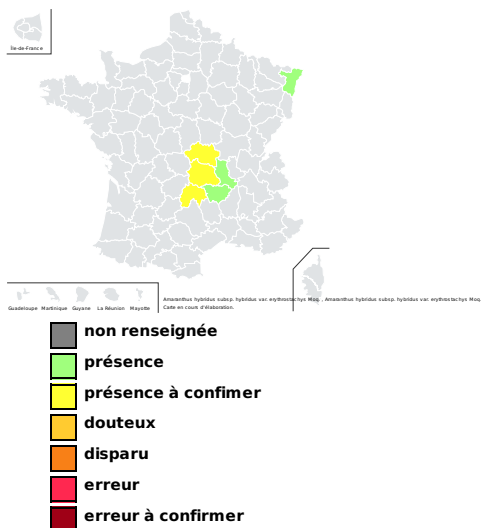 Île-de-France
Guadeloupe Martinique Guyane La Réunion Mayotte
Amaranthus hybridus subsp. hybridus var. erythrostachys Moq. , Amaranthus hybridus subsp. hybridus var. erythrostachys Moq.
Carte en cours d'élaboration.
non renseignée
présence
présence à confimer
douteux
disparu
erreur
erreur à confirmer